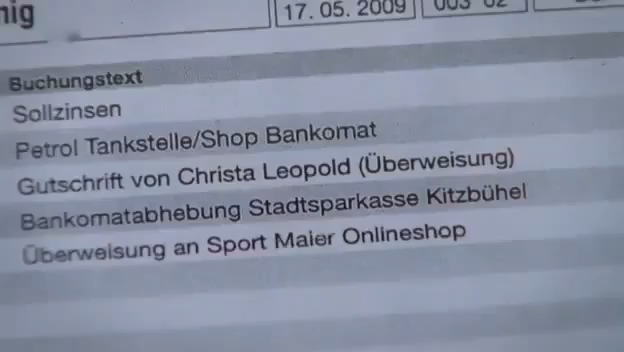 17. 05. 2009
Buchungstext
Sollzinsen
Petrol Tankstelle/Shop Bankomat
Gutschrift von Christa Leopold (Überweisung)
Bankomatabhebung Stadtsparkasse Kitzbühel
Überweisung an Sport Maier Onlineshop